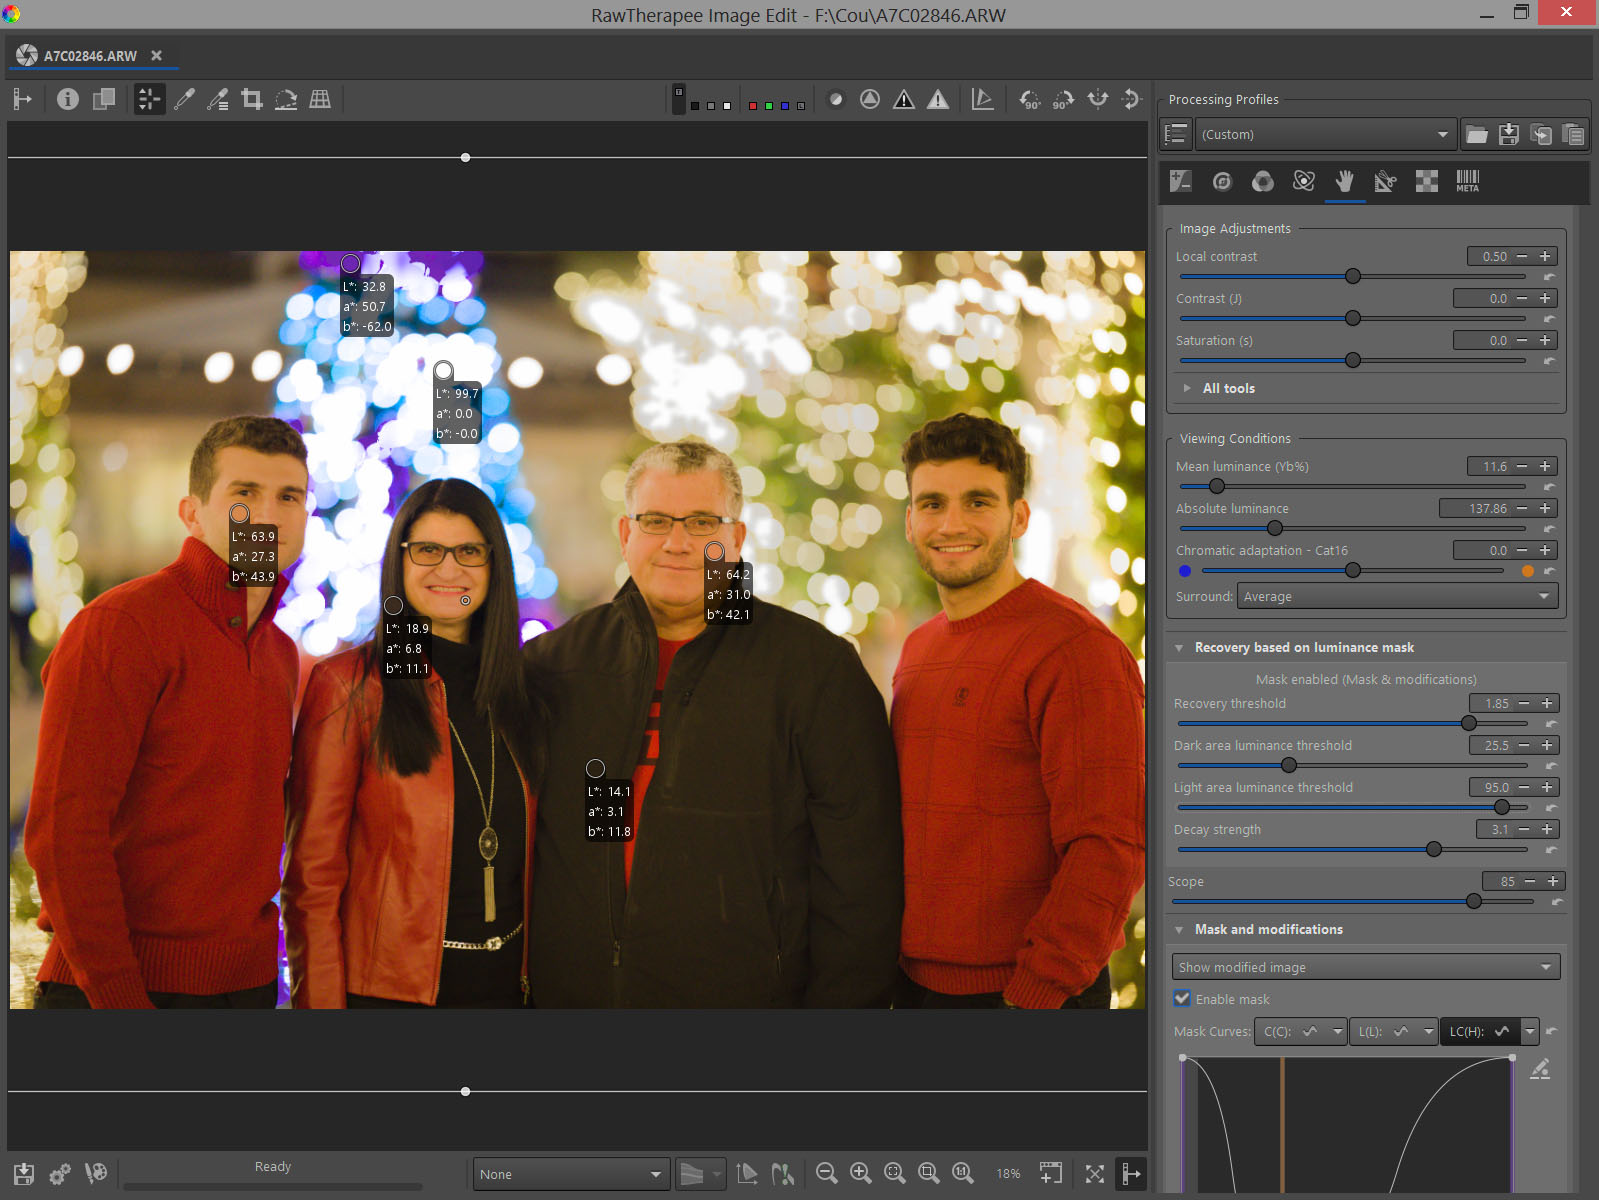 RawTherapee Image Edit - F:\Cou\A7C02846.ARW
A7C02846.ARW
90°
90°
Processing Profiles
(Custom)
META
Image Adjustments
Local contrast 0.50
Contrast (J) 0.0
Saturation (s) 0.0
All tools
Viewing Conditions
Mean luminance (Yb%) 11.6
Absolute luminance 137.86
Chromatic adaptation - Cat16 0.0
Surround: Average
Recovery based on luminance mask
Mask enabled (Mask & modifications)
Recovery threshold 1.85
Dark area luminance threshold 25.5
Light area luminance threshold 95.0
Decay strength 3.1
Scope 85
Mask and modifications
Show modified image
Enable mask
Mask Curves: C(C): L(L): LC(H):
L*: 32.8
a*: 50.7
b*: -62.0
L*: 99.7
a*: 0.0
b*: -0.0
L*: 63.9
a*: 27.3
b*: 43.9
L*: 64.2
a*: 31.0
b*: 42.1
L*: 18.9
a*: 6.8
b*: 11.1
L*: 14.1
a*: 3.1
b*: 11.8
Ready
None
1:1
18%